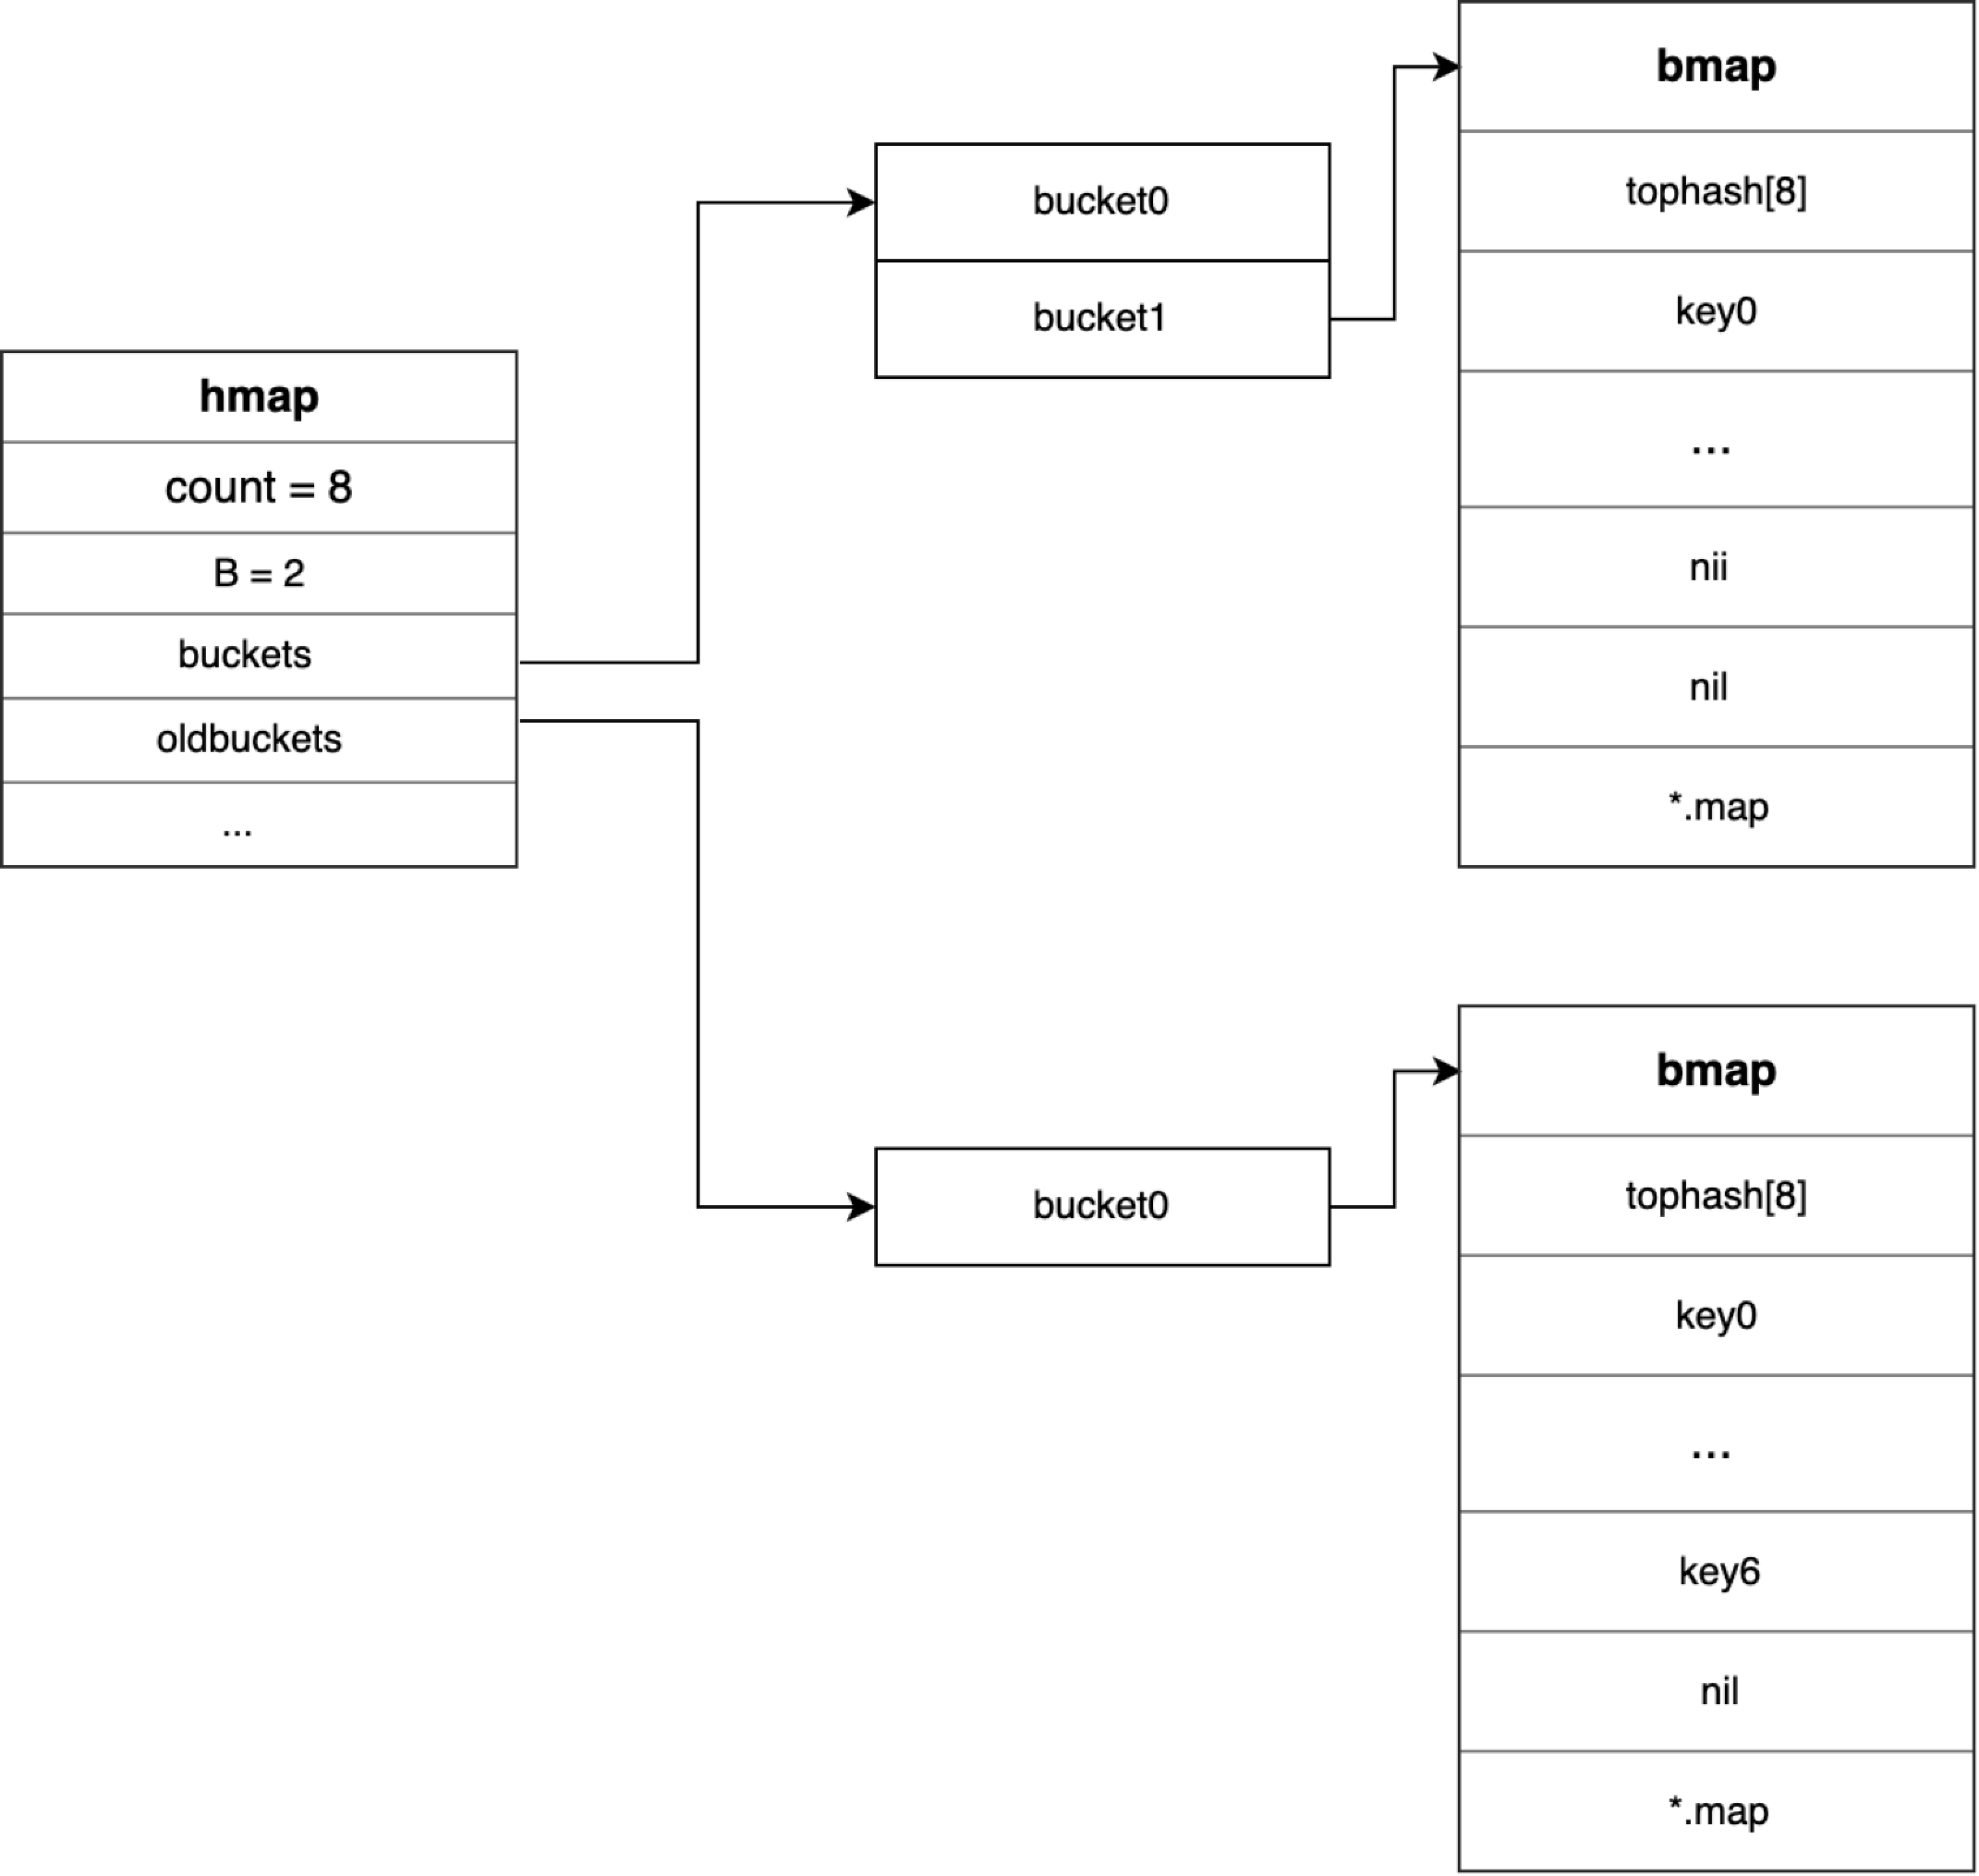 hmap
count = 8
B = 2
buckets
oldbuckets
...
bucket0
bucket1
bmap
tophash[8]
key0
...
nii
nil
*.map
bucket0
bmap
tophash[8]
key0
...
key6
nil
*.map